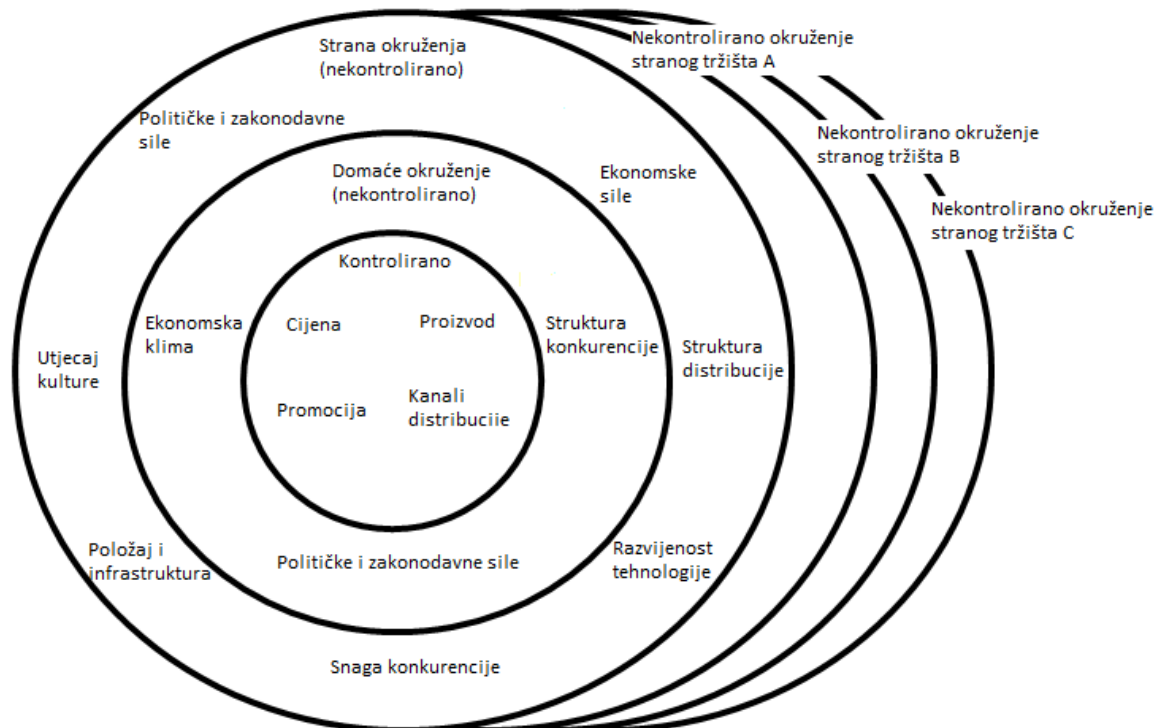 Strana okruženja
(nekontrolirano)
Nekontrolirano okruženje
stranog tržišta A
Političke i zakonodavne
sile
Nekontrolirano okruženje
stranog tržišta B
Domaće okruženje
(nekontrolirano)
Ekonomske
sile
Nekontrolirano okruženje
stranog tržišta C
Kontrolirano
Ekonomska
klima
Cijena
Proizvod
Struktura
konkurencije
Utjecaj
kulture
Struktura
distribucije
Promocija
Kanali
distribuciie
Položaj i
infrastruktura
Političke i zakonodavne sile
Razvijenost
tehnologije
Snaga konkurencije